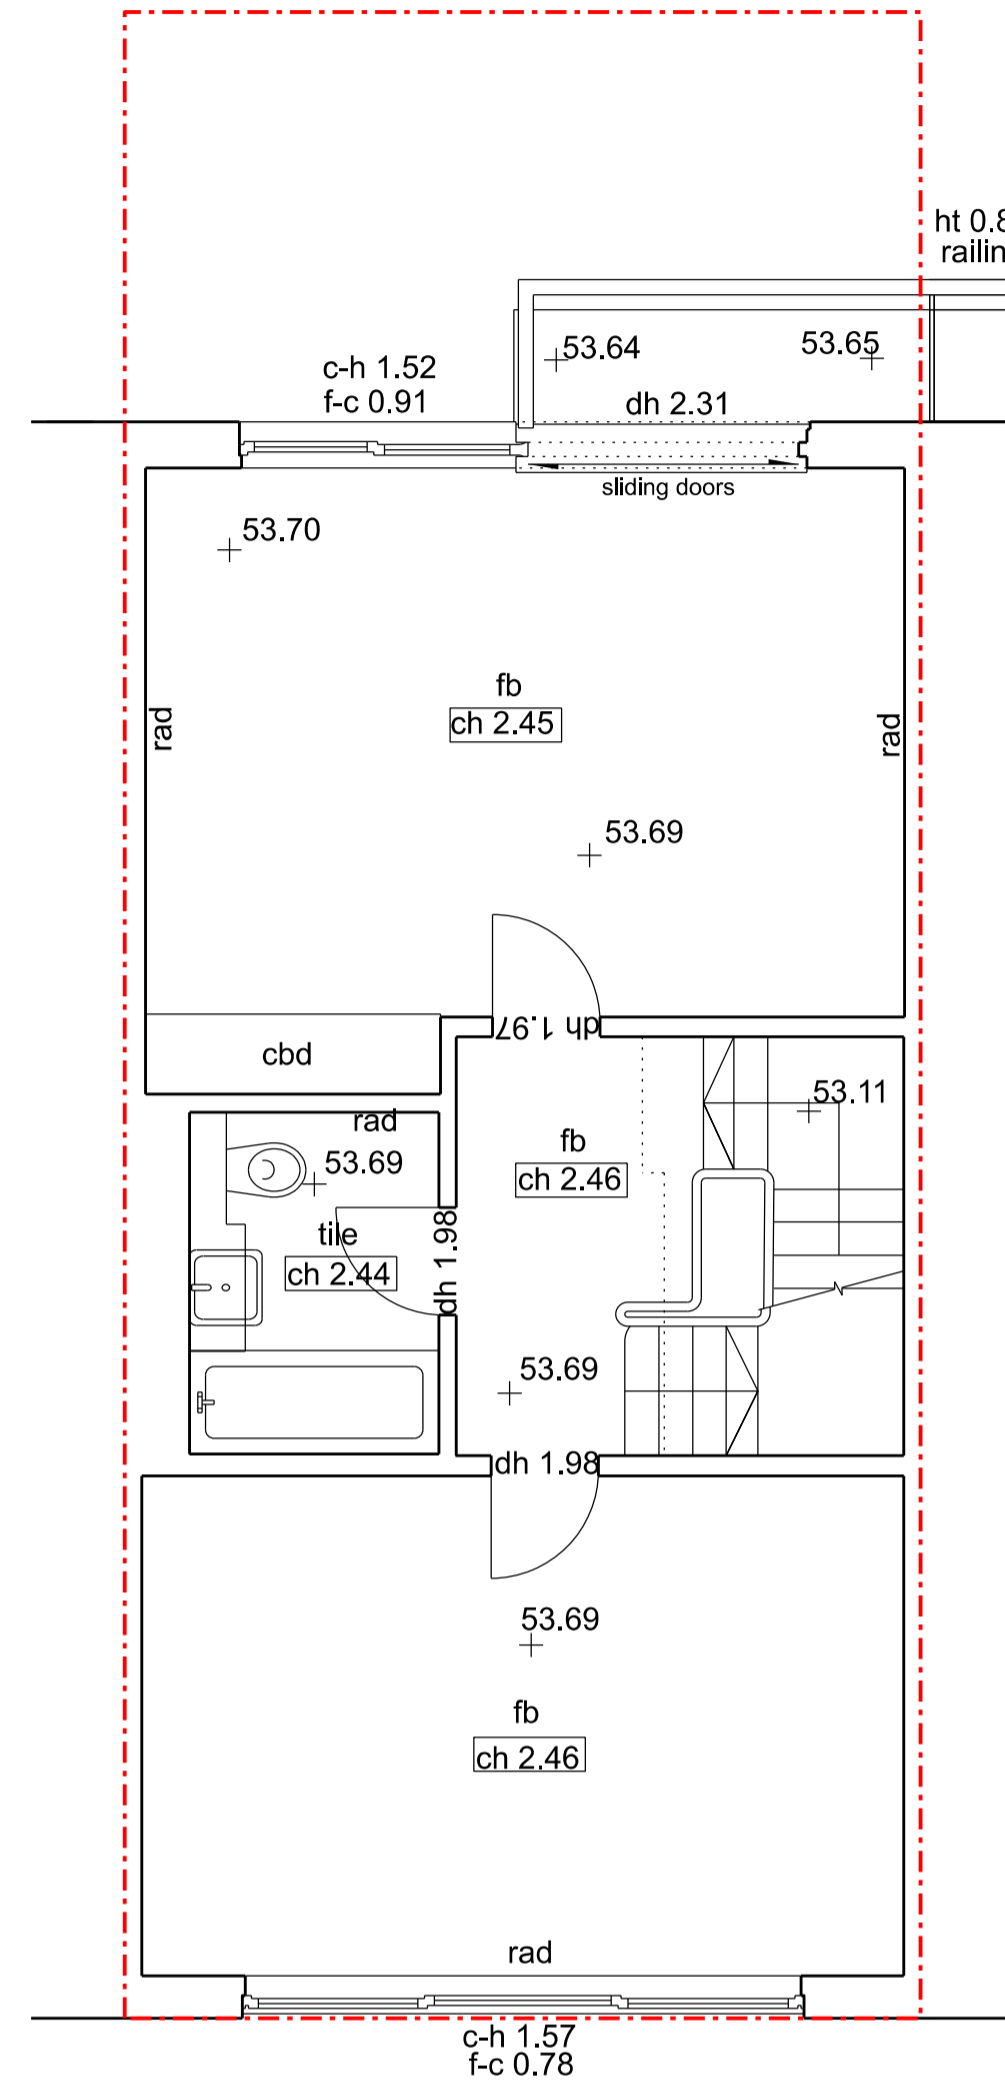 ht 0.8
railin
53.64
53.65
c-h 1.52
f-c 0.91
dh 2.31
sliding doors
53.70
fb
ch 2.45
rad
rad
53.69
dh 1.97
cbd
rad
53.11
fb
ch 2.46
53.69
tile
ch 2.44
dh 1.98
53.69
dh 1.98
53.69
fb
ch 2.46
rad
c-h 1.57
f-c 0.78